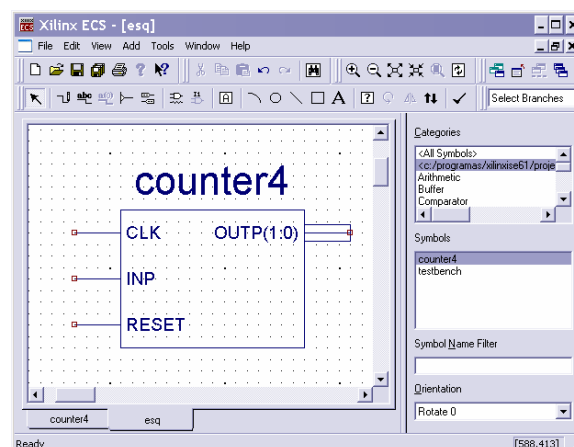 Xilinx ECS - [esq]
File Edit View Add Tools Window Help
Select Branches
counter4
CLK
OUTP(1:0)
INP
RESET
Categories
<All Symbols>
<c:/programas/xilinxise61/proje
Arithmetic
Buffer
Comparator
Symbols
counter4
testbench
Symbol Name Filter
Orientation
Rotate 0
counter4 esq
Ready [588,413]